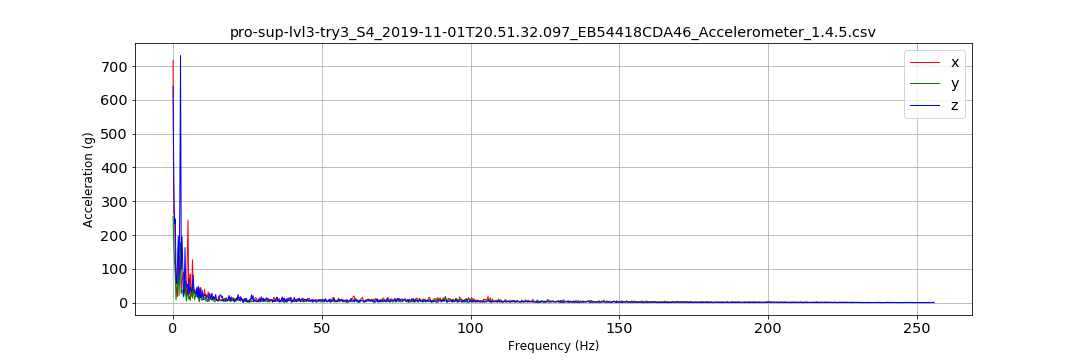 pro-sup-lvl3-try3_S4_2019-11-01T20.51.32.097_EB54418CDA46_Accelerometer_1.4.5.csv
700
600
500
400
300
200
100
0
Acceleration (g)
x
y
z
0 50 100 150 200 250
Frequency (Hz)